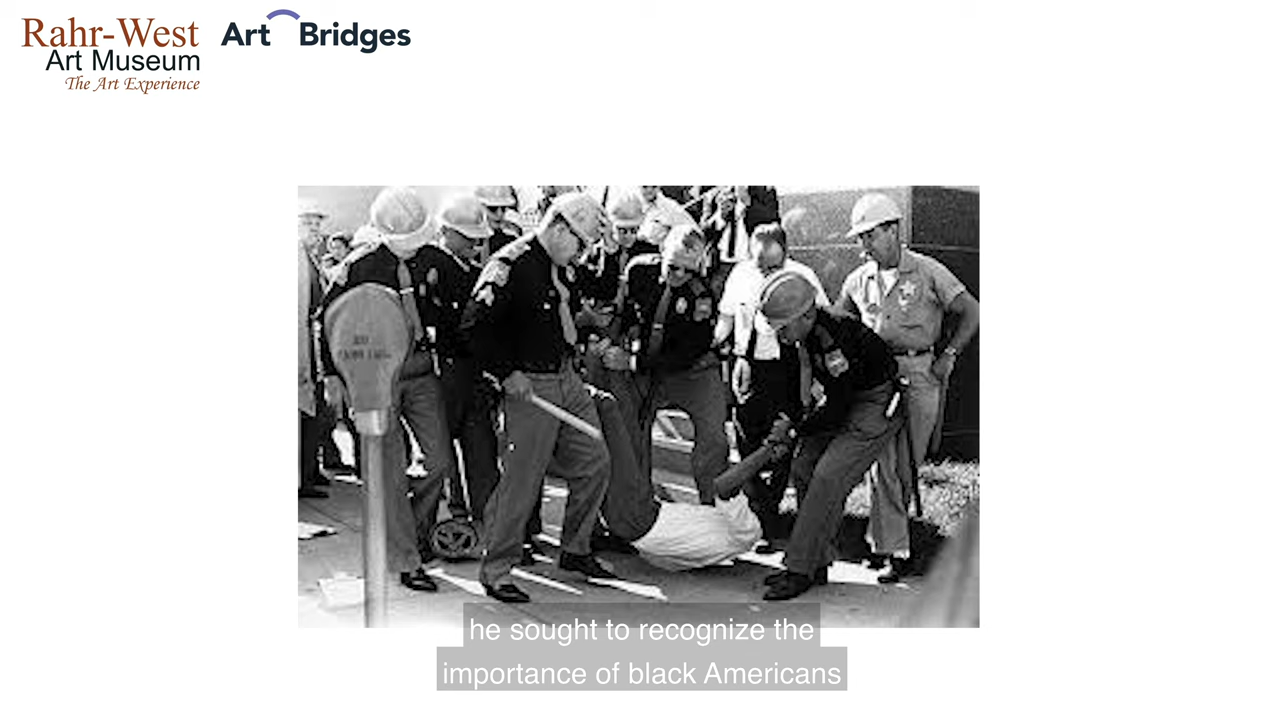 Rahr-West
Art Museum
The Art Experience
Art Bridges
he sought to recognize the
importance of black Americans